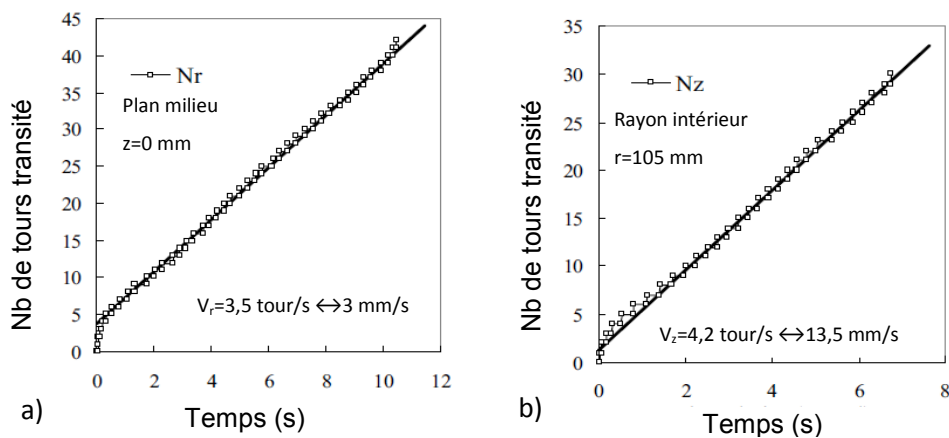 45
40
35
30
25
20
15
10
5
0
Nb de tours transité
Nr
Plan milieu
z=0 mm
Vr=3,5 tour/s ↔3 mm/s
0 2 4 6 8 10 12
Temps (s)
a)
35
30
25
20
15
10
5
0
Nb de tours transité
Nz
Rayon intérieur
r=105 mm
Vz=4,2 tour/s ↔13,5 mm/s
0 2 4 6 8
Temps (s)
b)